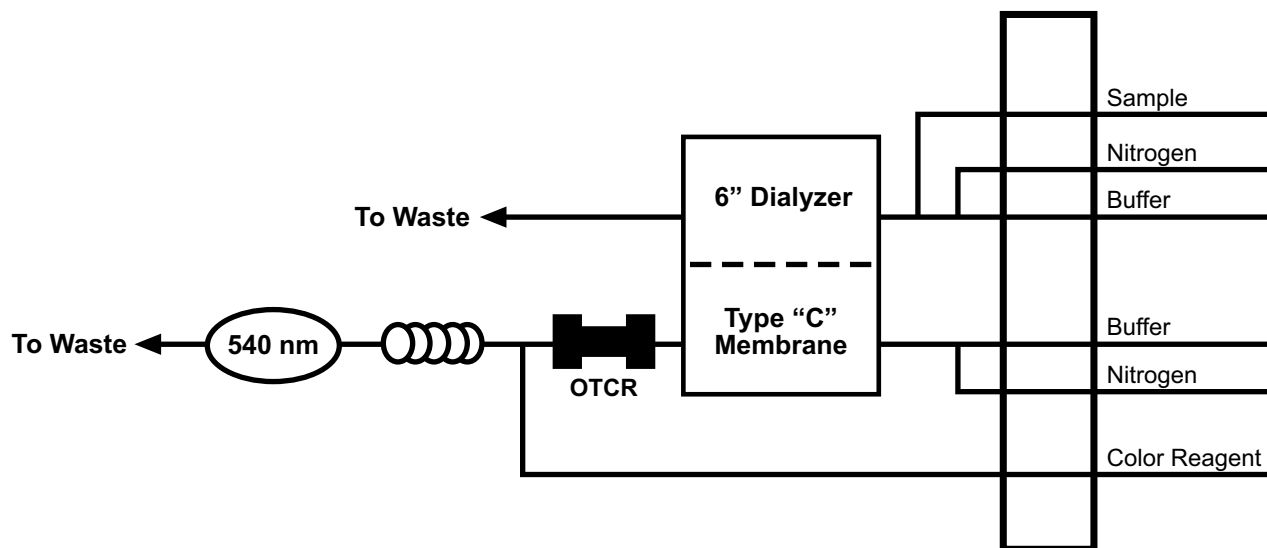 Sample
Nitrogen
6” Dialyzer
Buffer
To Waste
Type “C”
Membrane
Buffer
To Waste
540 nm
OTCR
Nitrogen
Color Reagent